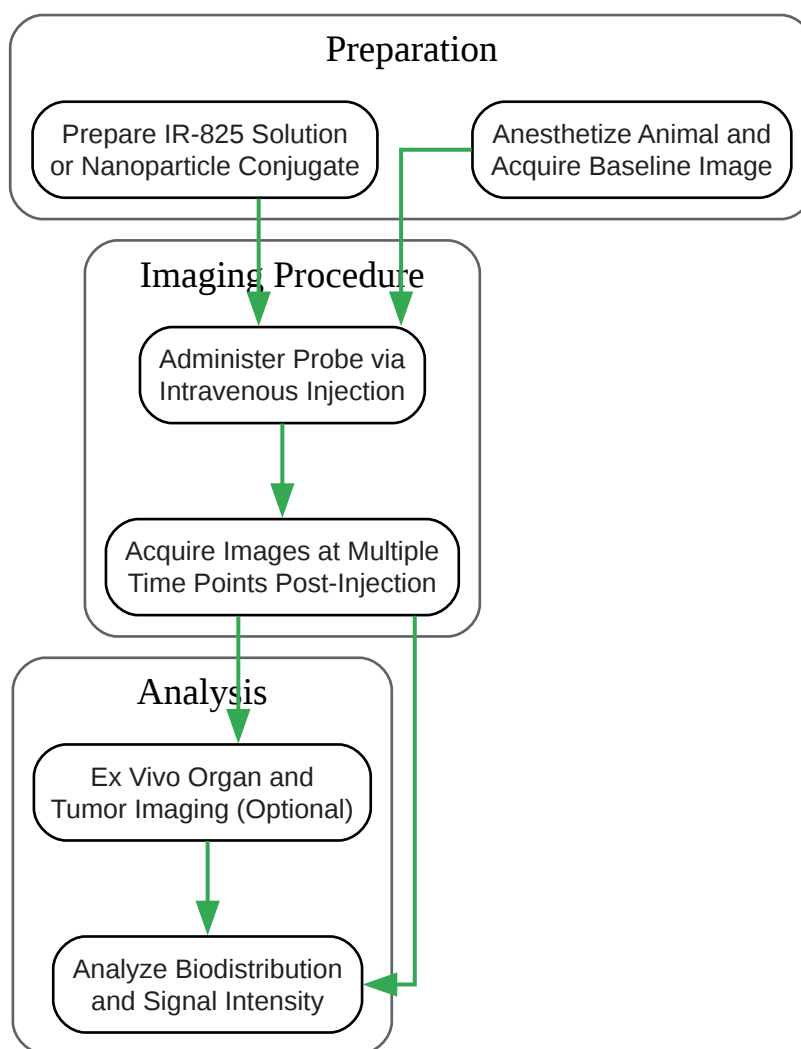 Preparation
Prepare IR-825 Solution
or Nanoparticle Conjugate
Anesthetize Animal and
Acquire Baseline Image
Imaging Procedure
Administer Probe via
Intravenous Injection
Acquire Images at Multiple
Time Points Post-Injection
Analysis
Ex Vivo Organ and
Tumor Imaging (Optional)
Analyze Biodistribution
and Signal Intensity